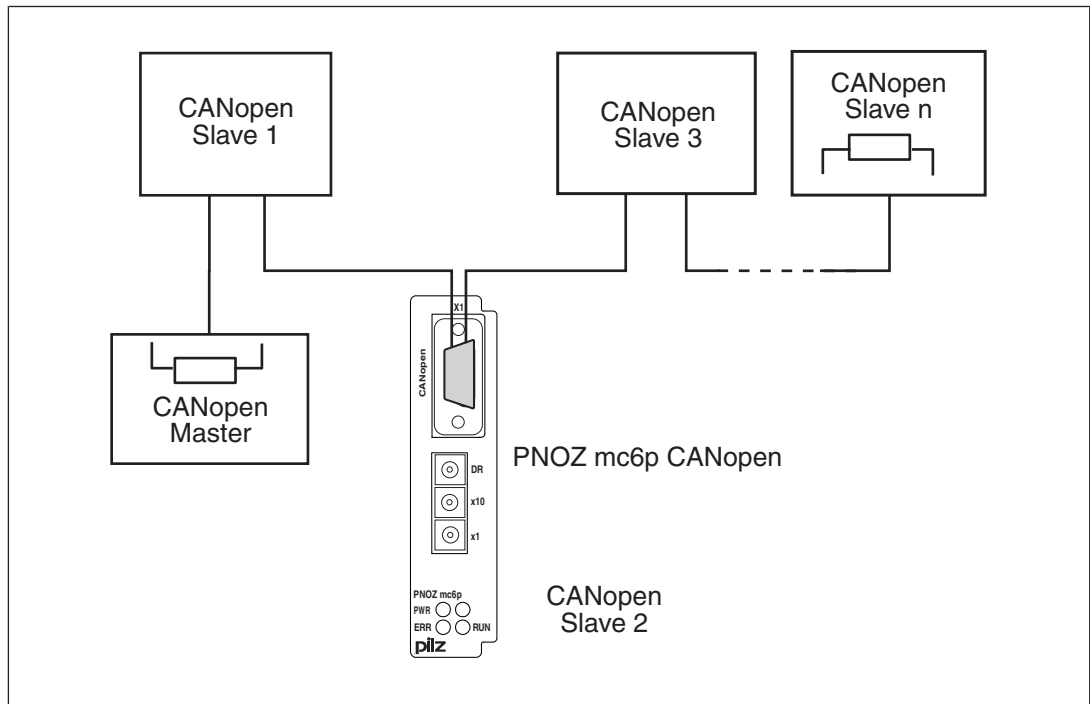 CANopen
Slave 1
CANopen
Slave 3
CANopen
Slave n
CANopen
Master
X1
CANopen
PNOZ mc6p CANopen
DR
x10
x1
PNOZ mc6p
PWR
ERR RUN
pilz
CANopen
Slave 2